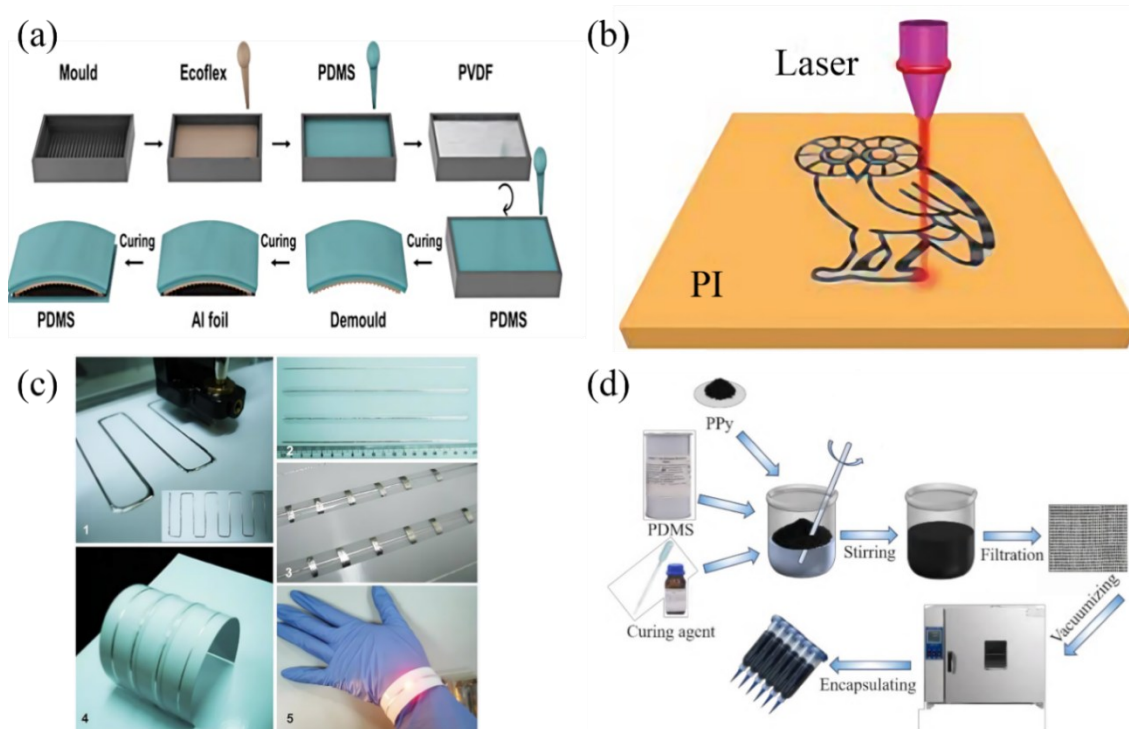 (a)
Mould
Ecoflex
PDMS
PVDF
Curing
Curing
Curing
PDMS
Al foil
Demould
PDMS
(b)
Laser
PI
(c)
1
2
3
4
5
(d)
PPy
PDMS
Curing agent
Stirring
Filtration
Vacuumizing
Encapsulating